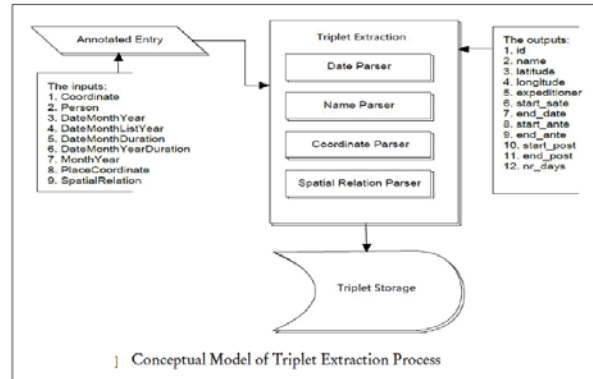 Annotated Entry
The inputs:
1. Coordinate
2. Person
3. DateMonthYear
4. DateMonthListYear
5. DateMonthDuration
6. DateMonthYearDuration
7. MonthYear
8. PlaceCoordinate
9. SpatialRelation
Triplet Extraction
Date Parser
Name Parser
Coordinate Parser
Spatial Relation Parser
The outputs:
1. id
2. name
3. latitude
4. longitude
5. expeditioner
6. start_sate
7. end_date
8. start_ante
9. end_ante
10. start_post
11. end_post
12. nr_days
Triplet Storage
Conceptual Model of Triplet Extraction Process